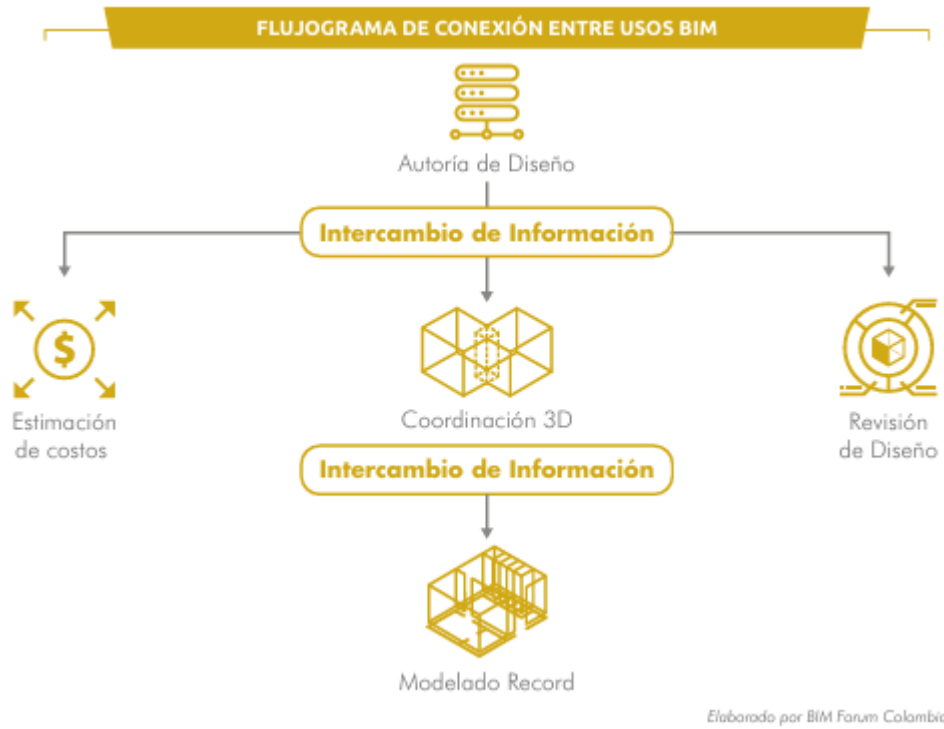 FLUJOGRAMA DE CONEXIÓN ENTRE USOS BIM
Autoría de Diseño
Intercambio de Información
$
Estimación
de costos
Coordinación 3D
Revisión
de Diseño
Intercambio de Información
Modelado Record
Elaborado por BIM Forum Colombia